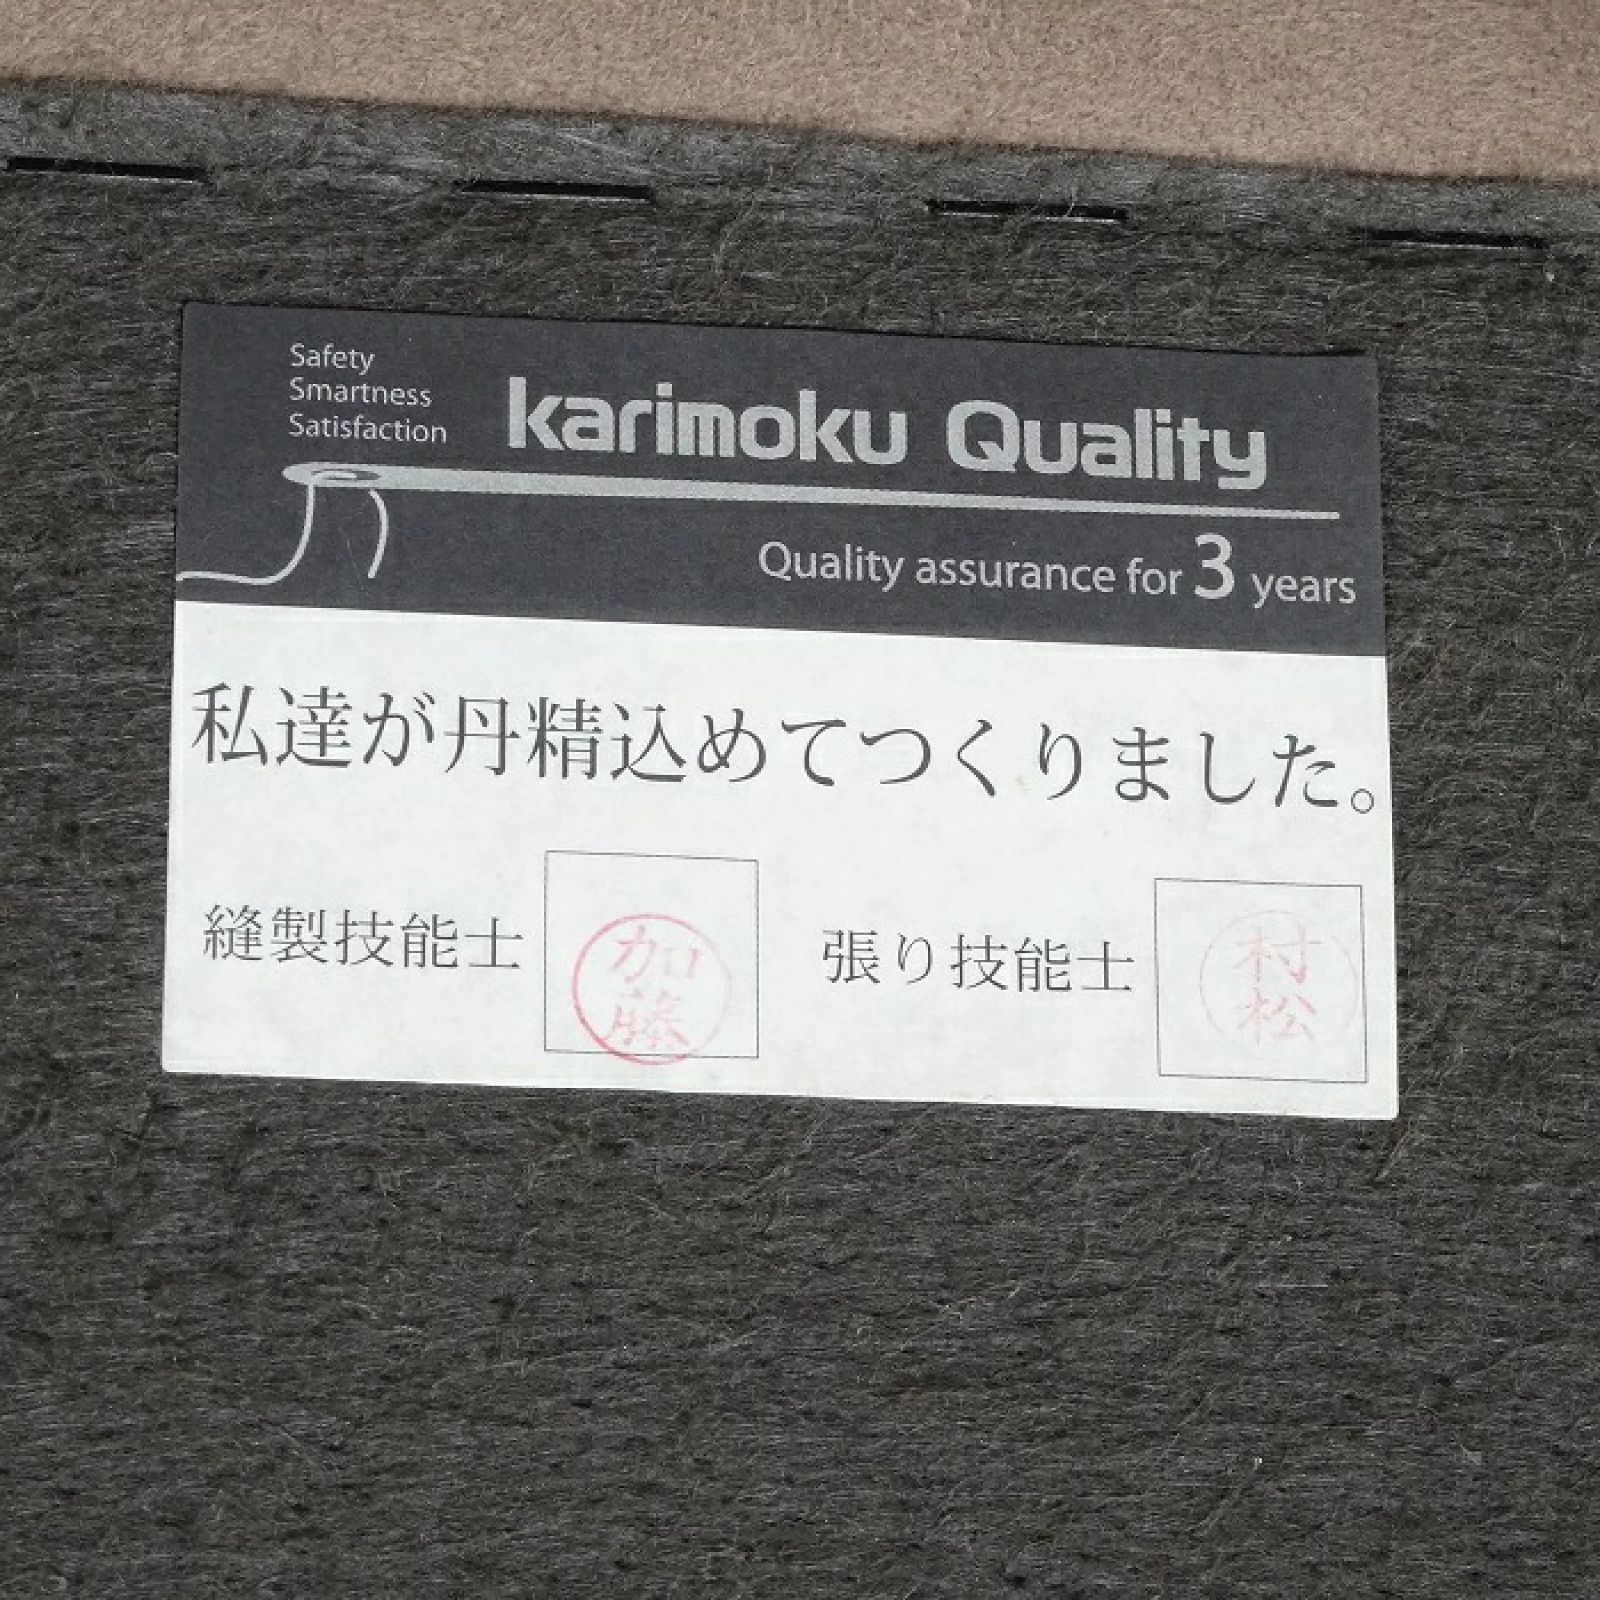 Safety
Smartness
Satisfaction
karimoku Quality
Quality assurance for 3 years
私達が丹精込めてつくりました。
縫製技能士 加藤 張り技能士 村松